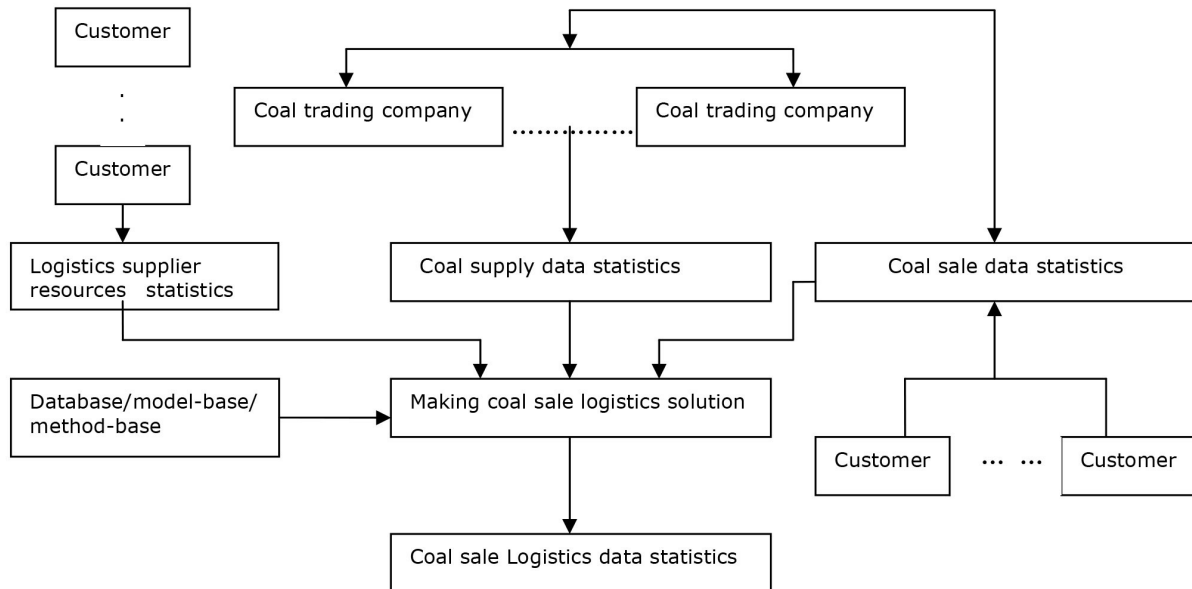 Customer
.
.
Customer
Coal trading company
...............
Coal trading company
Logistics supplier
resources statistics
Coal supply data statistics
Coal sale data statistics
Database/model-base/
method-base
Making coal sale logistics solution
Customer
... ...
Customer
Coal sale Logistics data statistics